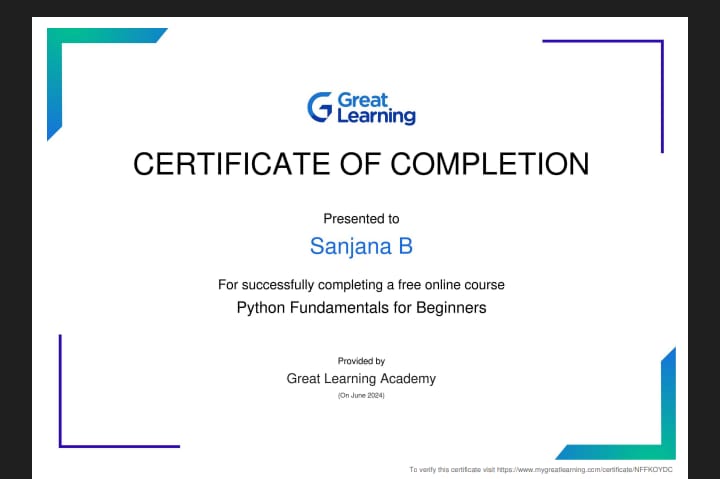 Great
Learning
CERTIFICATE OF COMPLETION
Presented to
Sanjana B
For successfully completing a free online course
Python Fundamentals for Beginners
Provided by
Great Learning Academy
(On June 2024)
To verify this certificate visit https://www.mygreatlearning.com/certificate/NFFKOYDC